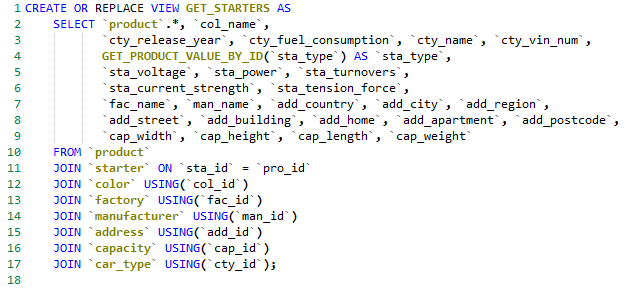 1 CREATE OR REPLACE VIEW GET_STARTERS AS
2 SELECT `product`.*, `col_name`,
3 `cty_release_year`, `cty_fuel_consumption`, `cty_name`, `cty_vin_num`,
4 GET_PRODUCT_VALUE_BY_ID(`sta_type`) AS `sta_type`,
5 `sta_voltage`, `sta_power`, `sta_turnovers`,
6 `sta_current_strength`, `sta_tension_force`,
7 `fac_name`, `man_name`, `add_country`, `add_city`, `add_region`,
8 `add_street`, `add_building`, `add_home`, `add_apartment`, `add_postcode`,
9 `cap_width`, `cap_height`, `cap_length`, `cap_weight`
10 FROM `product`
11 JOIN `starter` ON `sta_id` = `pro_id`
12 JOIN `color` USING(`col_id`)
13 JOIN `factory` USING(`fac_id`)
14 JOIN `manufacturer` USING(`man_id`)
15 JOIN `address` USING(`add_id`)
16 JOIN `capacity` USING(`cap_id`)
17 JOIN `car_type` USING(`cty_id`);
18